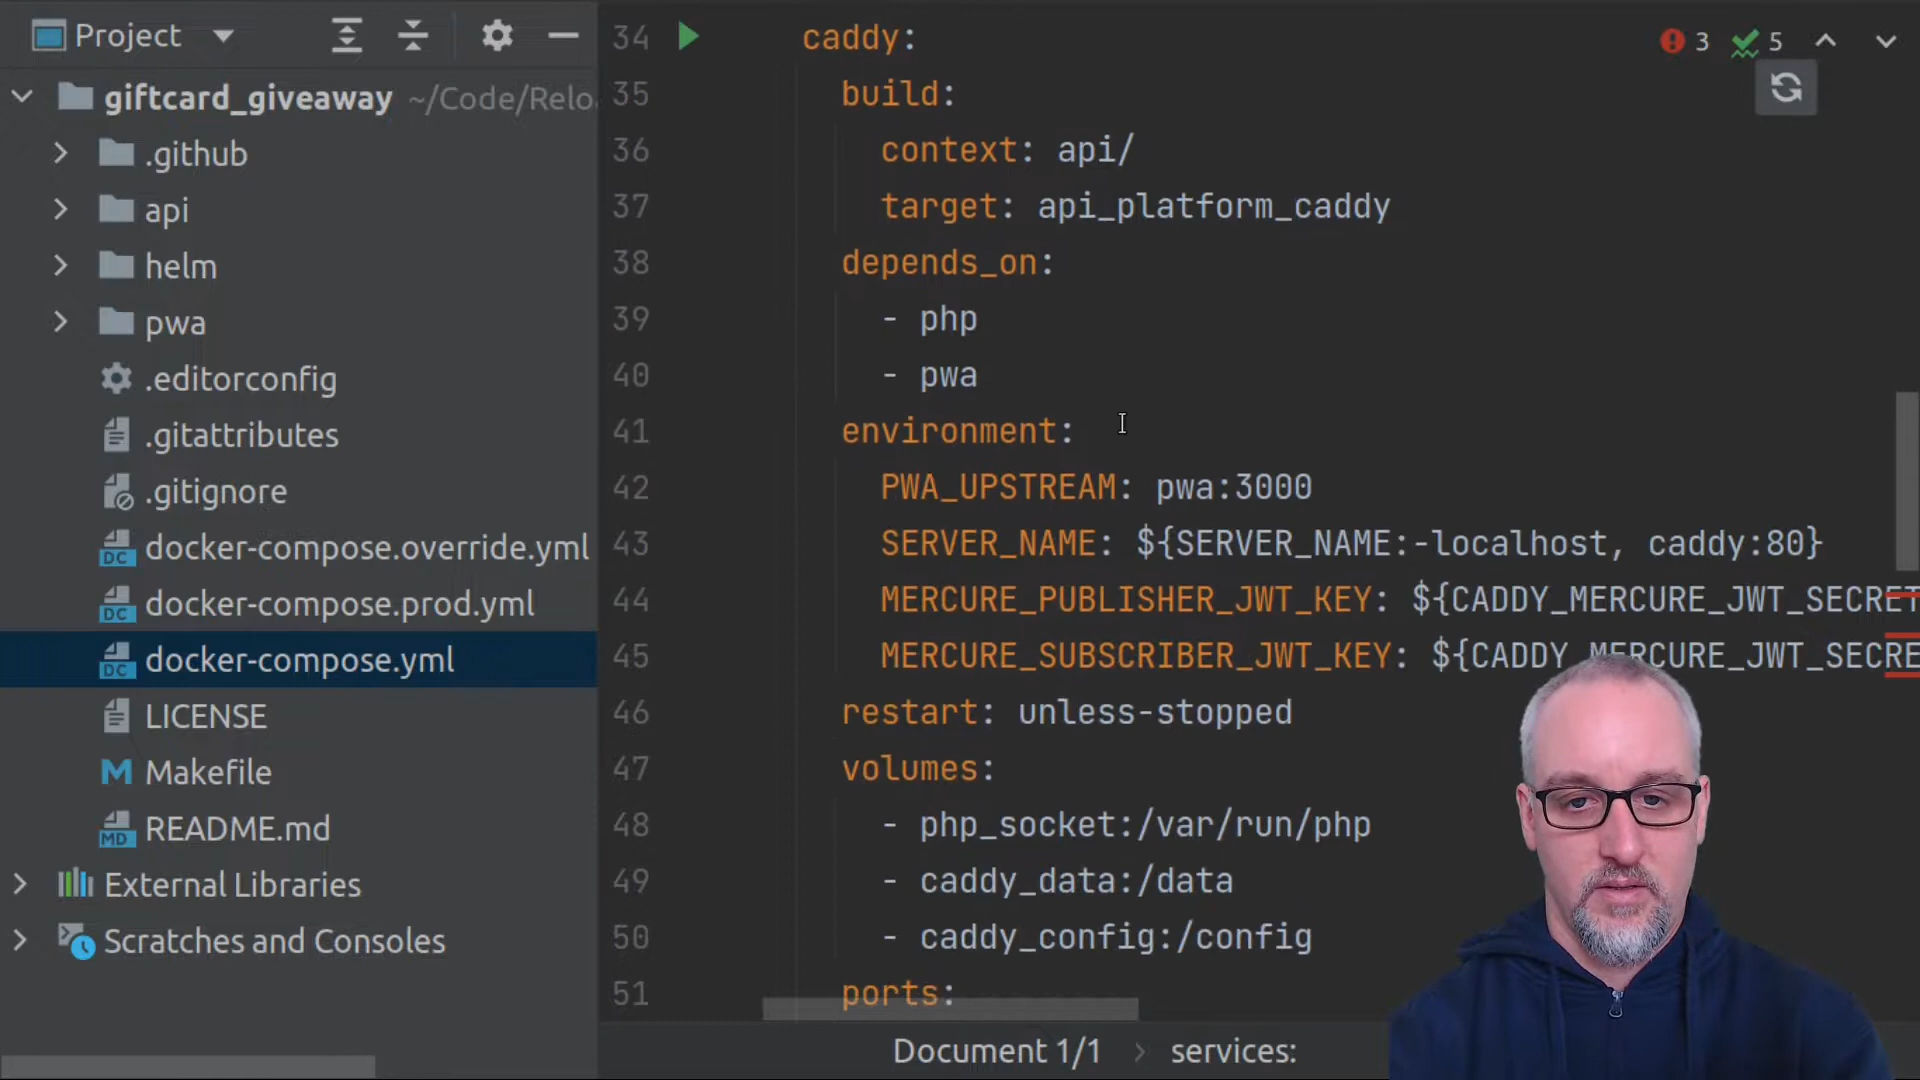 Project
giftcard_giveaway ~/Code/Relo
.github
api
helm
pwa
.editorconfig
.gitattributes
.gitignore
docker-compose.override.yml
docker-compose.prod.yml
docker-compose.yml
LICENSE
Makefile
README.md
External Libraries
Scratches and Consoles
3 5
34 caddy:
35 build:
36 context: api/
37 target: api_platform_caddy
38 depends_on:
39 - php
40 - pwa
41 environment:
42 PWA_UPSTREAM: pwa:3000
43 SERVER_NAME: ${SERVER_NAME:-localhost, caddy:80}
44 MERCURE_PUBLISHER_JWT_KEY: ${CADDY_MERCURE_JWT_SECRET
45 MERCURE_SUBSCRIBER_JWT_KEY: ${CADDY_MERCURE_JWT_SECRE
46 restart: unless-stopped
47 volumes:
48 - php_socket:/var/run/php
49 - caddy_data:/data
50 - caddy_config:/config
51 ports:
Document 1/1 > services: